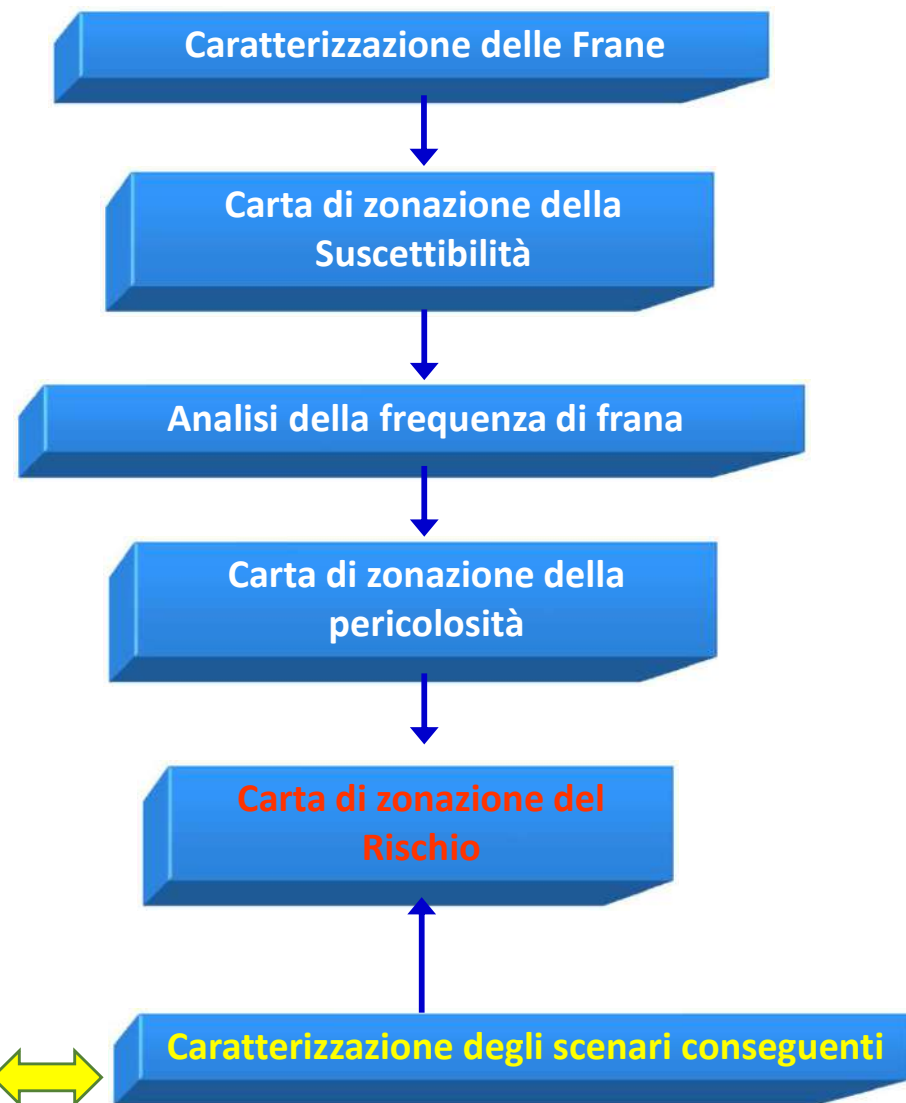 Caratterizzazione delle Frane
Carta di zonazione della
Suscettibilità
Analisi della frequenza di frana
Carta di zonazione della
pericolosità
Carta di zonazione del
Rischio
Caratterizzazione degli scenari conseguenti